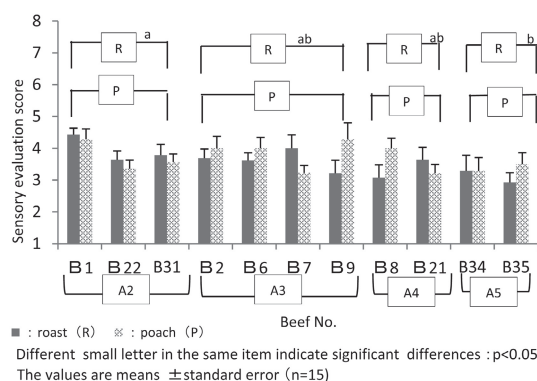 8
7
6
5
4
3
2
1
Sensory evaluation score
R a
R ab
R ab
R b
P
P
P
P
B1 B22 B31 B2 B6 B7 B9 B8 B21 B34 B35
A2 A3 A4 A5
Beef No.
: roast (R) : poach (P)
Different small letter in the same item indicate significant differences : p<0.05
The values are means ±standard error (n=15)